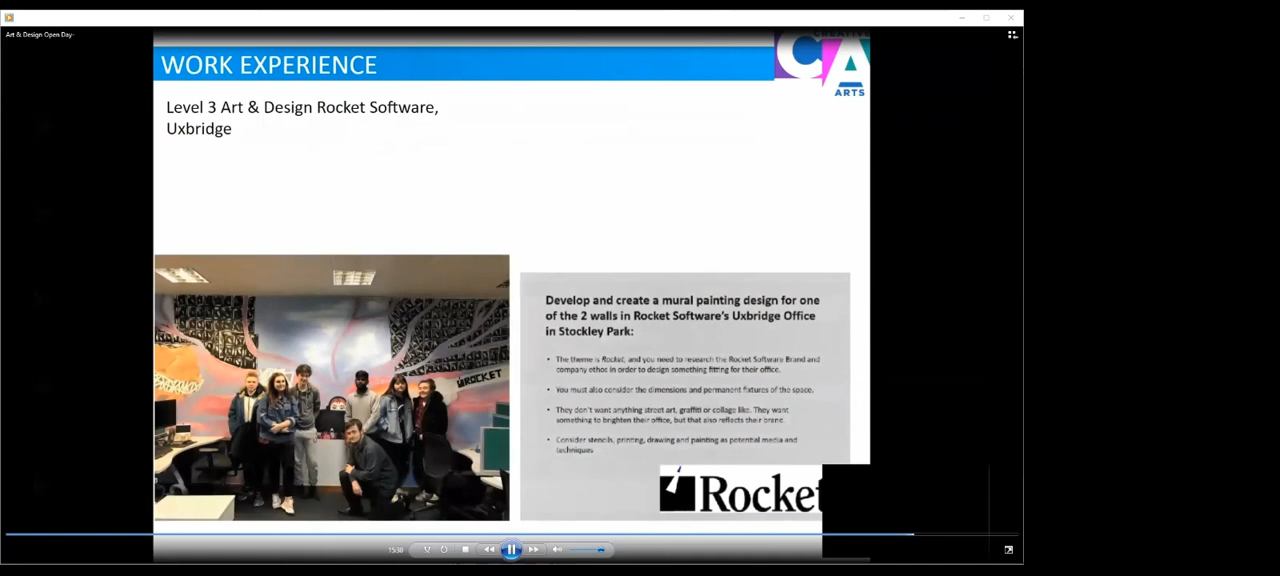 Art & Design Open Day-
WORK EXPERIENCE
CREATIVE
CA
ARTS
Level 3 Art & Design Rocket Software,
Uxbridge
Develop and create a mural painting design for one
of the 2 walls in Rocket Software's Uxbridge Office
in Stockley Park:
• The theme is Rocket, and you need to research the Rocket Software Brand and
company ethos in order to design something fitting for their office.
• You must also consider the dimensions and permanent fixtures of the space.
• They don't want anything street art, graffiti or collage like. They want
something to brighten their office, but that also reflects their brand.
• Consider stencils, printing, drawing and painting as potential media and
techniques
ROCKET
Rocket
15:30